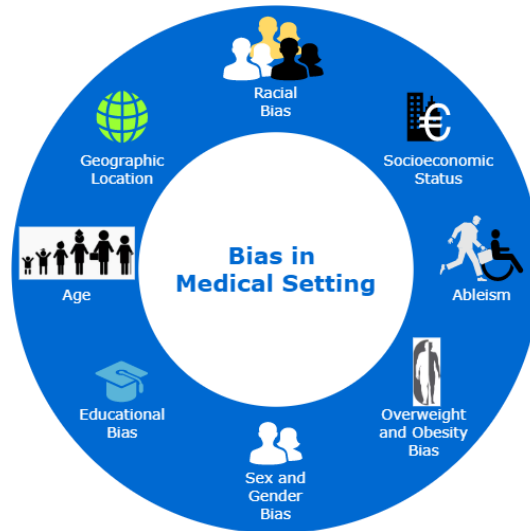 Racial
Bias
Socioeconomic
Status
Ableism
Overweight
and Obesity
Bias
Sex and
Gender
Bias
Educational
Bias
Age
Geographic
Location
Bias in
Medical Setting